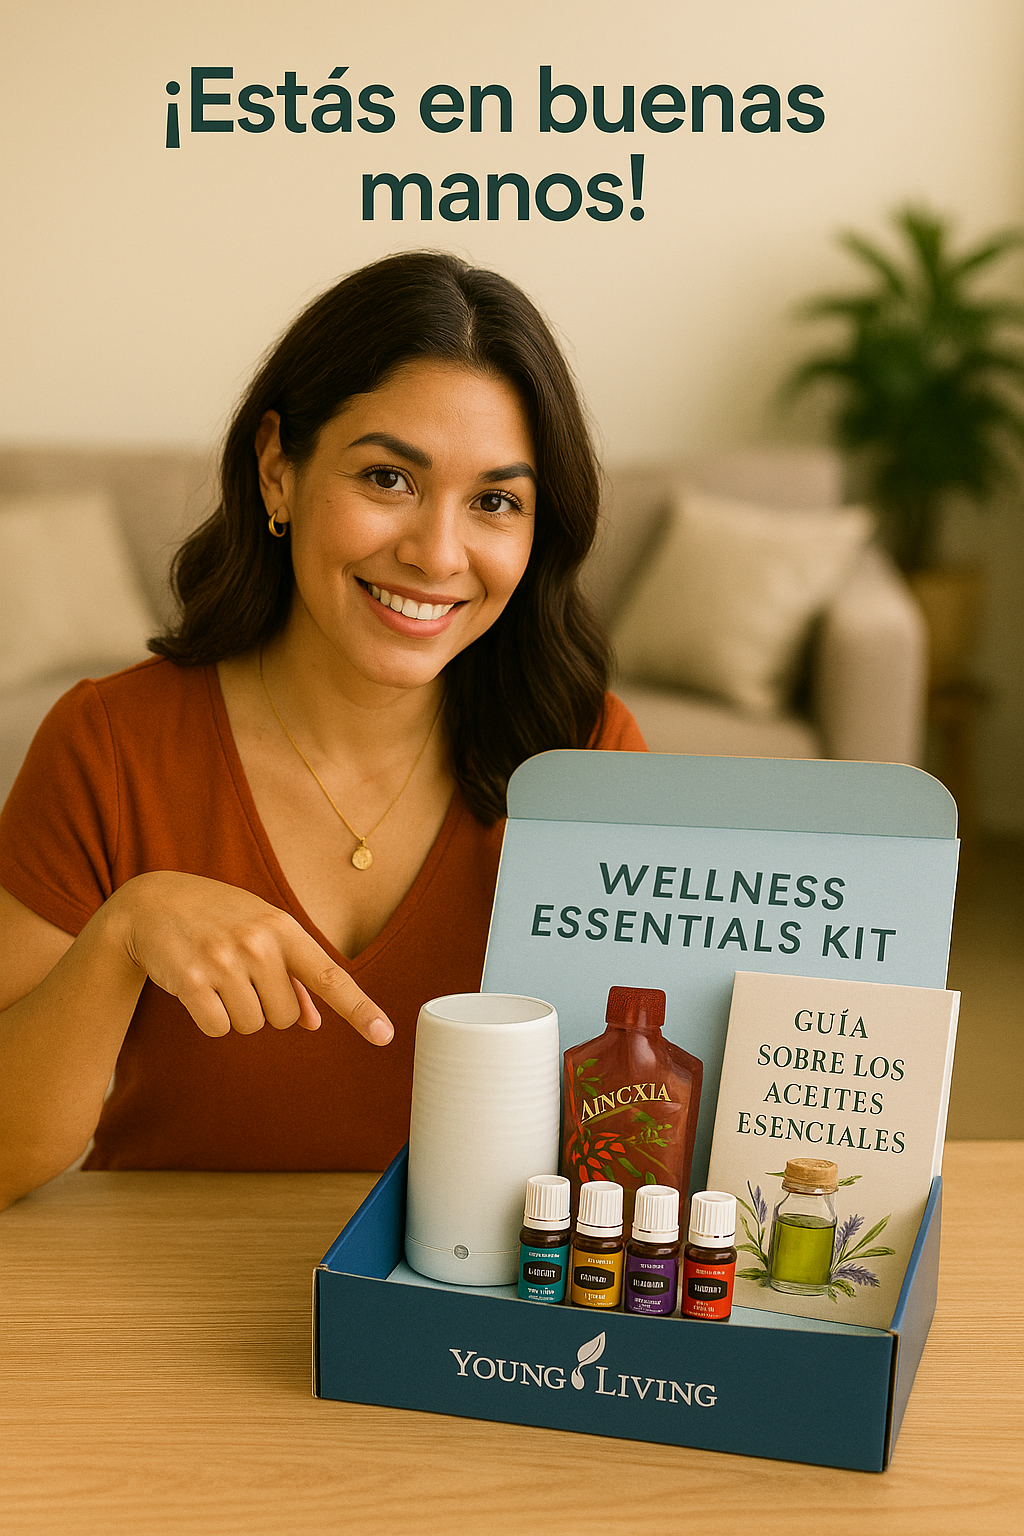 ¡Estás en buenas
manos!
WELLNESS
ESSENTIALS KIT
GUÍA
SOBRE LOS
ACEITES
ESENCIALES
AINCXIA
YOUNG LIVING